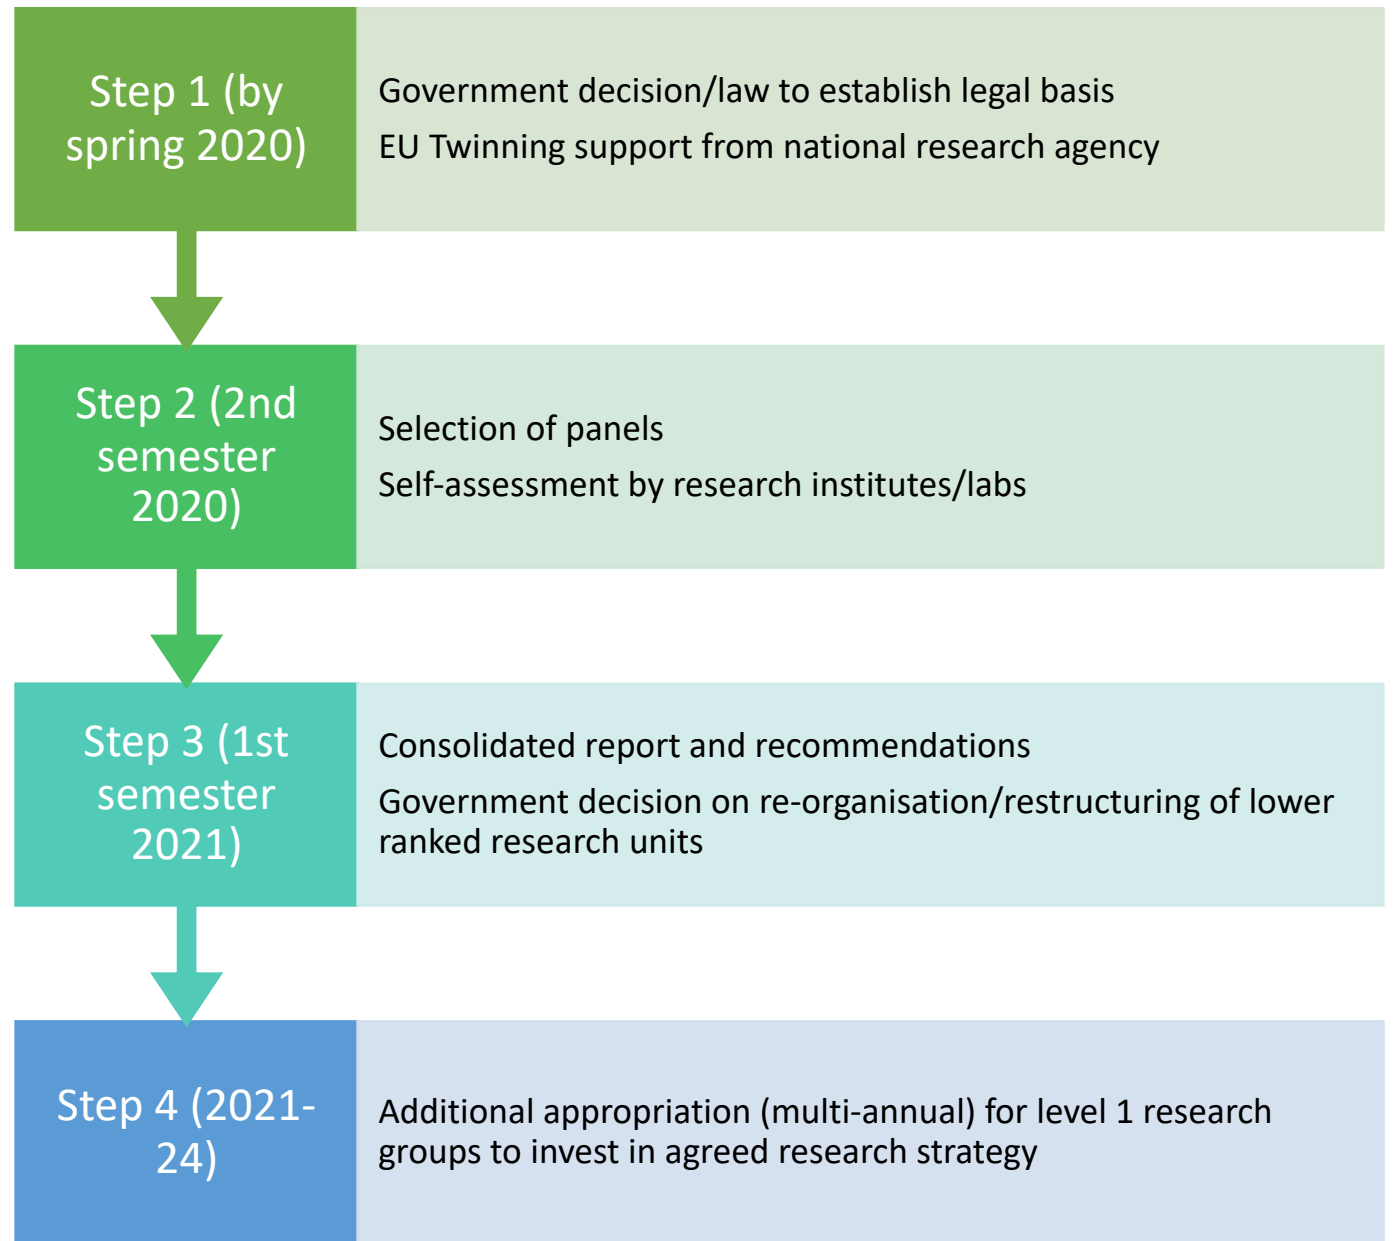 Step 1 (by
spring 2020)
Government decision/law to establish legal basis
EU Twinning support from national research agency
Step 2 (2nd
semester
2020)
Selection of panels
Self-assessment by research institutes/labs
Step 3 (1st
semester
2021)
Consolidated report and recommendations
Government decision on re-organisation/restructuring of lower
ranked research units
Step 4 (2021-
24)
Additional appropriation (multi-annual) for level 1 research
groups to invest in agreed research strategy